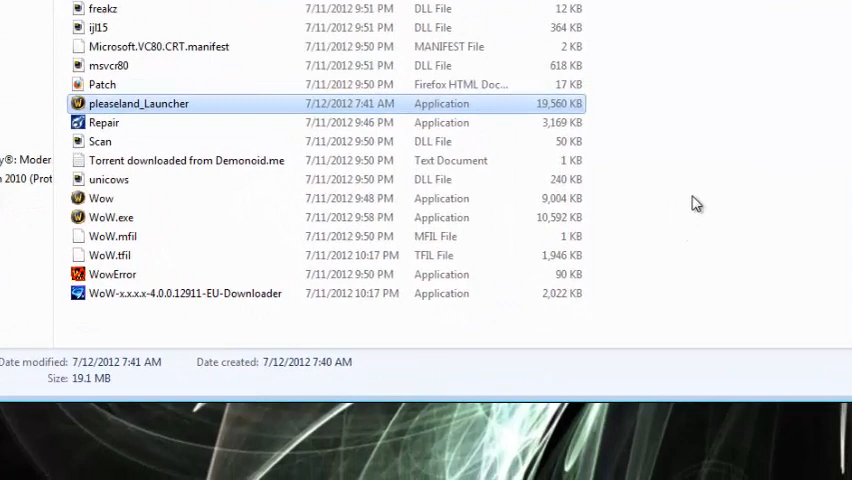 freakz 7/11/2012 9:51 PM DLL File 12 KB
ijl15 7/11/2012 9:51 PM DLL File 364 KB
Microsoft.VC80.CRT.manifest 7/11/2012 9:50 PM MANIFEST File 2 KB
msvcr80 7/11/2012 9:51 PM DLL File 618 KB
Patch 7/11/2012 9:50 PM Firefox HTML Doc... 17 KB
pleaseland_Launcher 7/12/2012 7:41 AM Application 19,560 KB
Repair 7/11/2012 9:46 PM Application 3,169 KB
Scan 7/11/2012 9:50 PM DLL File 50 KB
y®: Moder Torrent downloaded from Demonoid.me 7/11/2012 9:50 PM Text Document 1 KB
2010 (Prot unicows 7/11/2012 9:50 PM DLL File 240 KB
Wow 7/11/2012 9:48 PM Application 9,004 KB
WoW.exe 7/11/2012 9:58 PM Application 10,592 KB
WoW.mfil 7/11/2012 9:50 PM MFIL File 1 KB
WoW.tfil 7/11/2012 10:17 PM TFIL File 1,946 KB
WowError 7/11/2012 9:50 PM Application 90 KB
WoW-x.x.x.x-4.0.0.12911-EU-Downloader 7/11/2012 10:17 PM Application 2,022 KB
Date modified: 7/12/2012 7:41 AM Date created: 7/12/2012 7:40 AM
Size: 19.1 MB